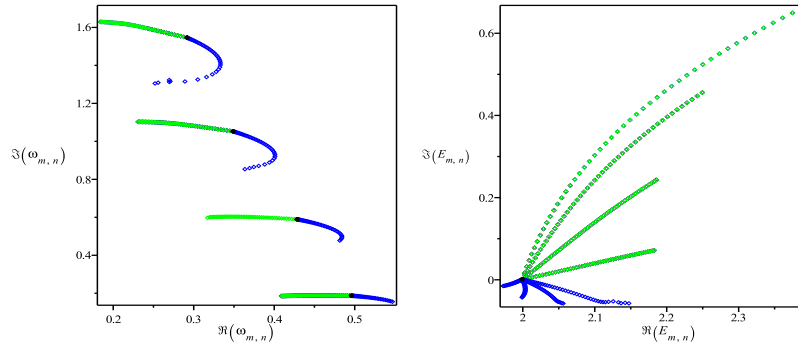 1.6
1.2
ℑ(ω_{m, n})
0.8
0.4
0.2 0.3 0.4 0.5
ℜ(ω_{m, n})
0.6
0.4
ℑ(E_{m, n})
0.2
0
2 2.1 2.2 2.3
ℜ(E_{m, n})